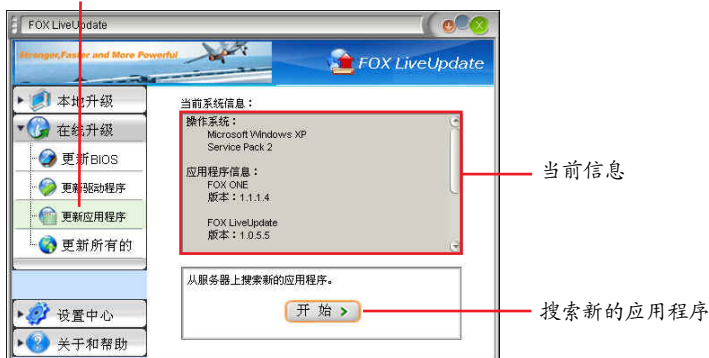 FOX LiveUpdate
Stronger,Faster and More Powerful
FOX LiveUpdate
本地升级
在线升级
更新BIOS
更新驱动程序
更新应用程序
更新所有的
设置中心
关于和帮助
当前系统信息：
操作系统：
Microsoft Windows XP
Service Pack 2
应用程序信息：
FOX ONE
版本：1.1.1.4
FOX LiveUpdate
版本：1.0.5.5
从服务器上搜索新的应用程序。
开 始
当前信息
搜索新的应用程序